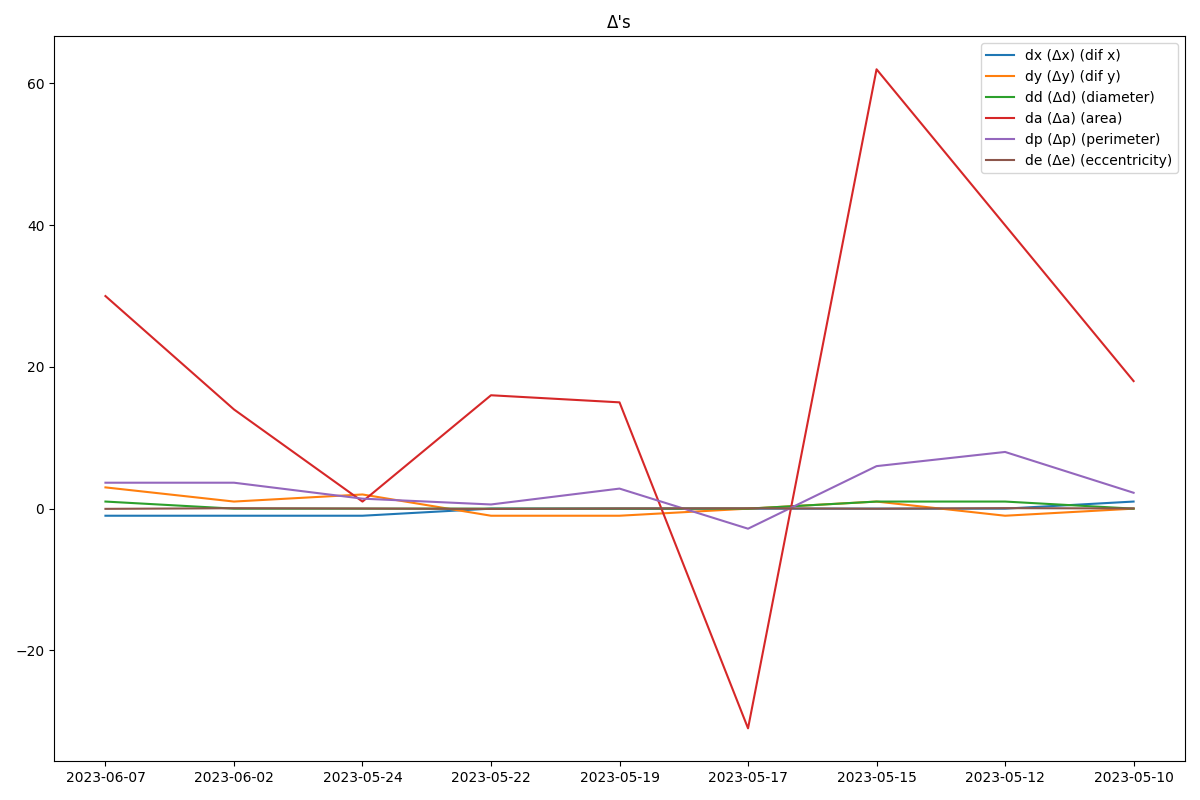 Δ's
dx (Δx) (dif x)
dy (Δy) (dif y)
dd (Δd) (diameter)
da (Δa) (area)
dp (Δp) (perimeter)
de (Δe) (eccentricity)
60
40
20
0
−20
2023-06-07 2023-06-02 2023-05-24 2023-05-22 2023-05-19 2023-05-17 2023-05-15 2023-05-12 2023-05-10